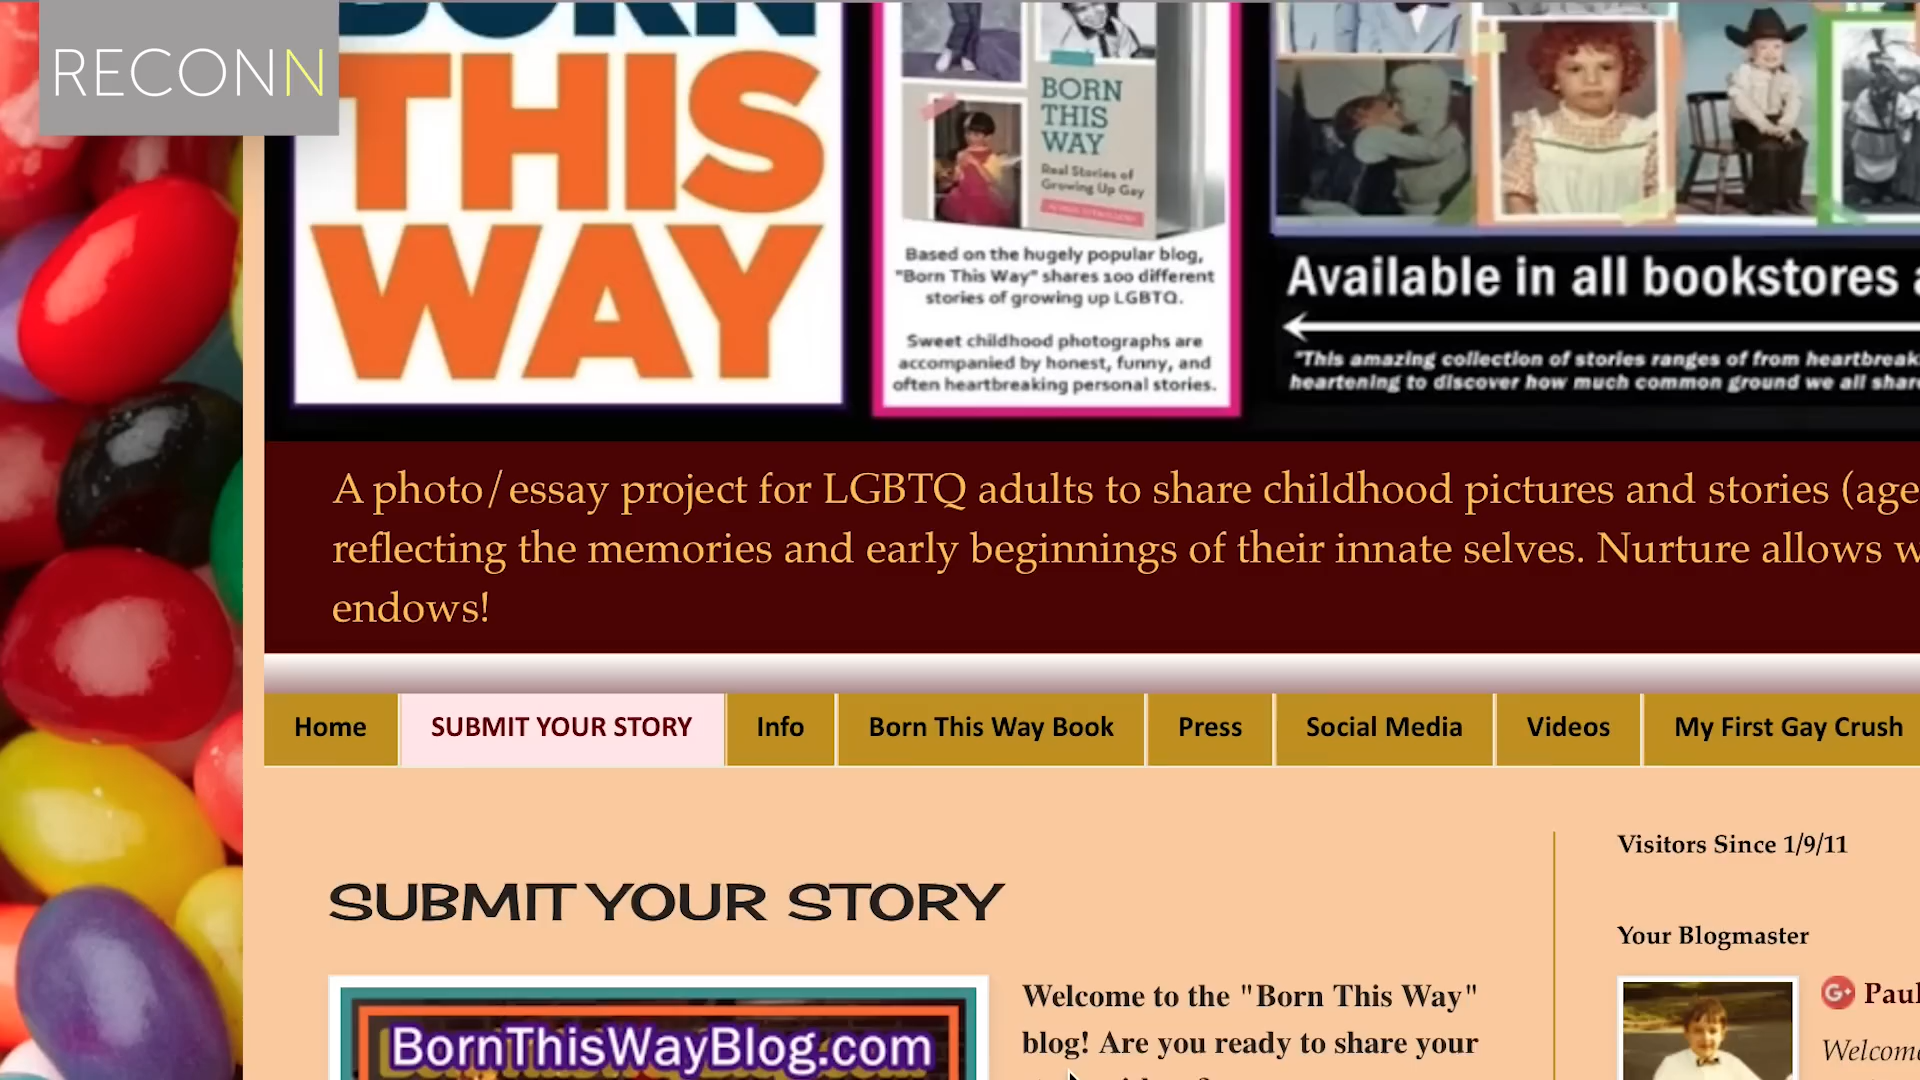 RECONN
BORN
THIS
WAY
BORN
THIS
WAY
Real Stories of
Growing Up Gay
Based on the hugely popular blog,
"Born This Way" shares 100 different
stories of growing up LGBTQ.
Sweet childhood photographs are
accompanied by honest, funny, and
often heartbreaking personal stories.
Available in all bookstores
"This amazing collection of stories ranges of from
heartening to discover how much common ground we all
A photo/essay project for LGBTQ adults to share childhood pictures and stories (age
reflecting the memories and early beginnings of their innate selves. Nurture allows w
endows!
Home
SUBMIT YOUR STORY
Info
Born This Way Book
Press
Social Media
Videos
My First Gay Crush
SUBMIT YOUR STORY
BornThisWayBlog.com
Welcome to the "Born This Way"
blog! Are you ready to share your
Visitors Since 1/9/11
Your Blogmaster
G+ Paul
Welcome